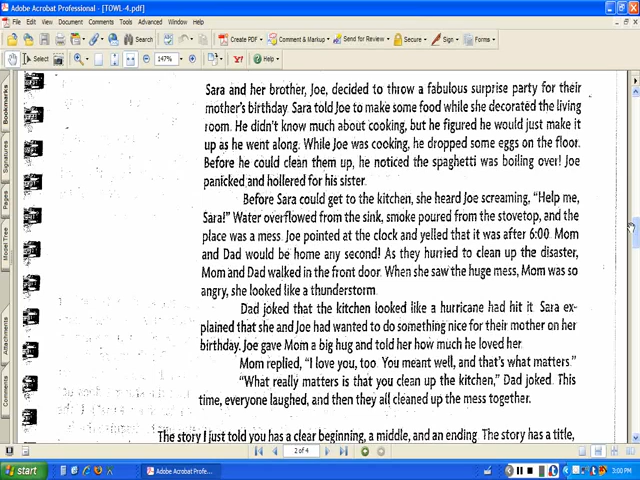 Adobe Acrobat Professional - [TOWL-4.pdf]
File Edit View Document Comments Tools Advanced Window Help
Search Create PDF Comment & Markup Send for Review Secure Sign Forms
Select 147% Help
Bookmarks
Signatures
Pages
Model Tree
Attachments
Comments
Sara and her brother, Joe, decided to throw a fabulous surprise party for their
mother's birthday. Sara told Joe to make some food while she decorated the living
room. He didn't know much about cooking, but he figured he would just make it
up as he went along. While Joe was cooking, he dropped some eggs on the floor.
Before he could clean them up, he noticed the spaghetti was boiling over! Joe
panicked and hollered for his sister.
Before Sara could get to the kitchen, she heard Joe screaming, "Help me,
Sara!" Water overflowed from the sink, smoke poured from the stovetop, and the
place was a mess. Joe pointed at the clock and yelled that it was after 6:00. Mom
and Dad would be home any second! As they hurried to clean up the disaster,
Mom and Dad walked in the front door. When she saw the huge mess, Mom was so
angry, she looked like a thunderstorm.
Dad joked that the kitchen looked like a hurricane had hit it. Sara ex-
plained that she and Joe had wanted to do something nice for their mother on her
birthday. Joe gave Mom a big hug and told her how much he loved her.
Mom replied, "I love you, too. You meant well, and that's what matters."
"What really matters is that you clean up the kitchen," Dad joked. This
time, everyone laughed, and then they all cleaned up the mess together.
The story I just told you has a clear beginning, a middle, and an ending. The story has a title,
2 of 4
start Adobe Acrobat Profe... 3:00 PM